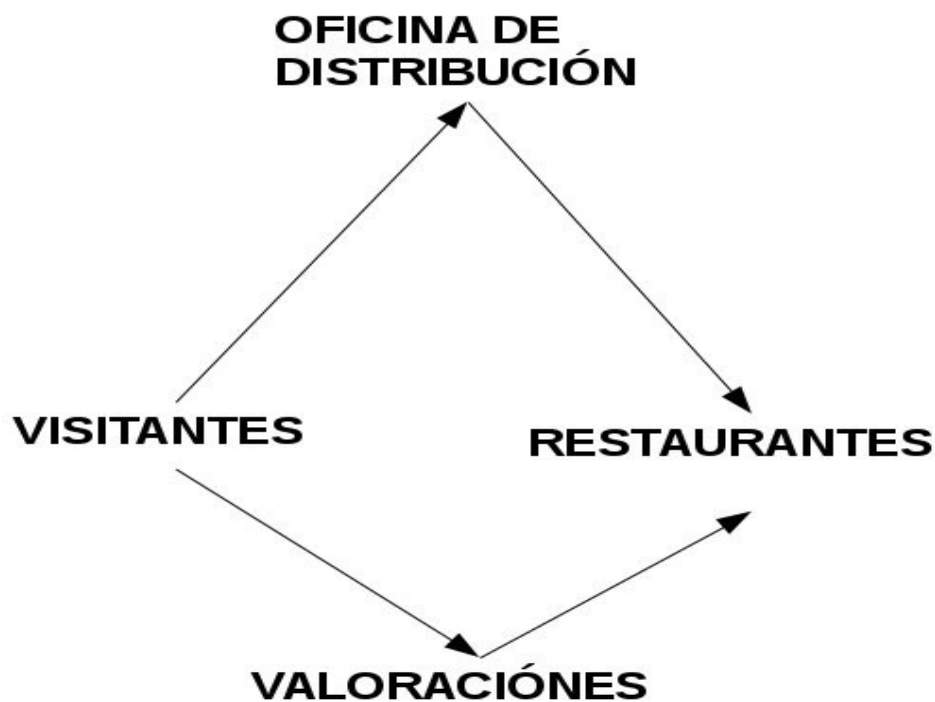 OFICINA DE
DISTRIBUCIÓN
VISITANTES
RESTAURANTES
VALORACIÓNES